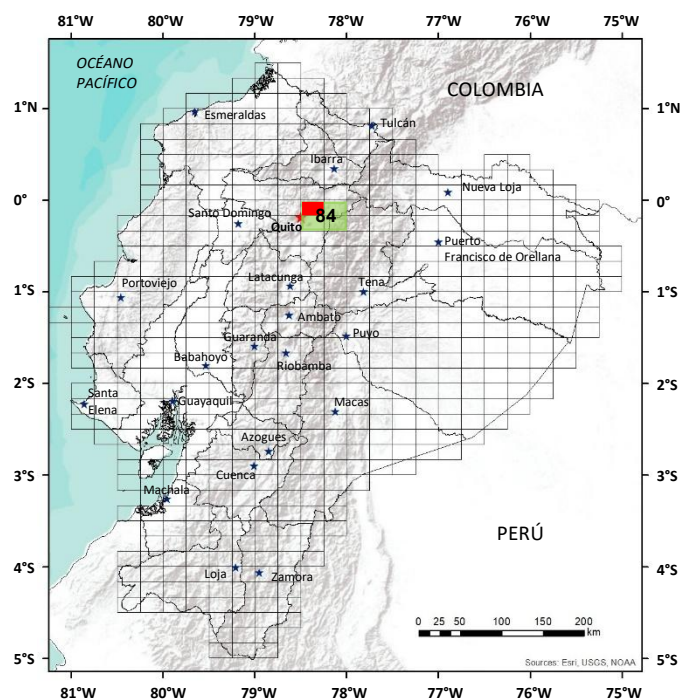 81°W 80°W 79°W 78°W 77°W 76°W 75°W
OCÉANO
PACÍFICO
COLOMBIA
1°N 1°N
Esmeraldas
Tulcán
Ibarra
Nueva Loja
0° 0°
Santo Domingo
84
Quito
Puerto
Francisco de Orellana
Latacunga
Tena
Portoviejo
1°S 1°S
Ambato
Guaranda
Puyo
Babahoyo
Riobamba
2°S 2°S
Santa
Elena
Guayaquil
Macas
Azogues
Cuenca
3°S 3°S
Machala
PERÚ
4°S 4°S
Loja
Zamora
0 25 50 100 150 200
km
Sources: Esri, USGS, NOAA
5°S 5°S
81°W 80°W 79°W 78°W 77°W 76°W 75°W